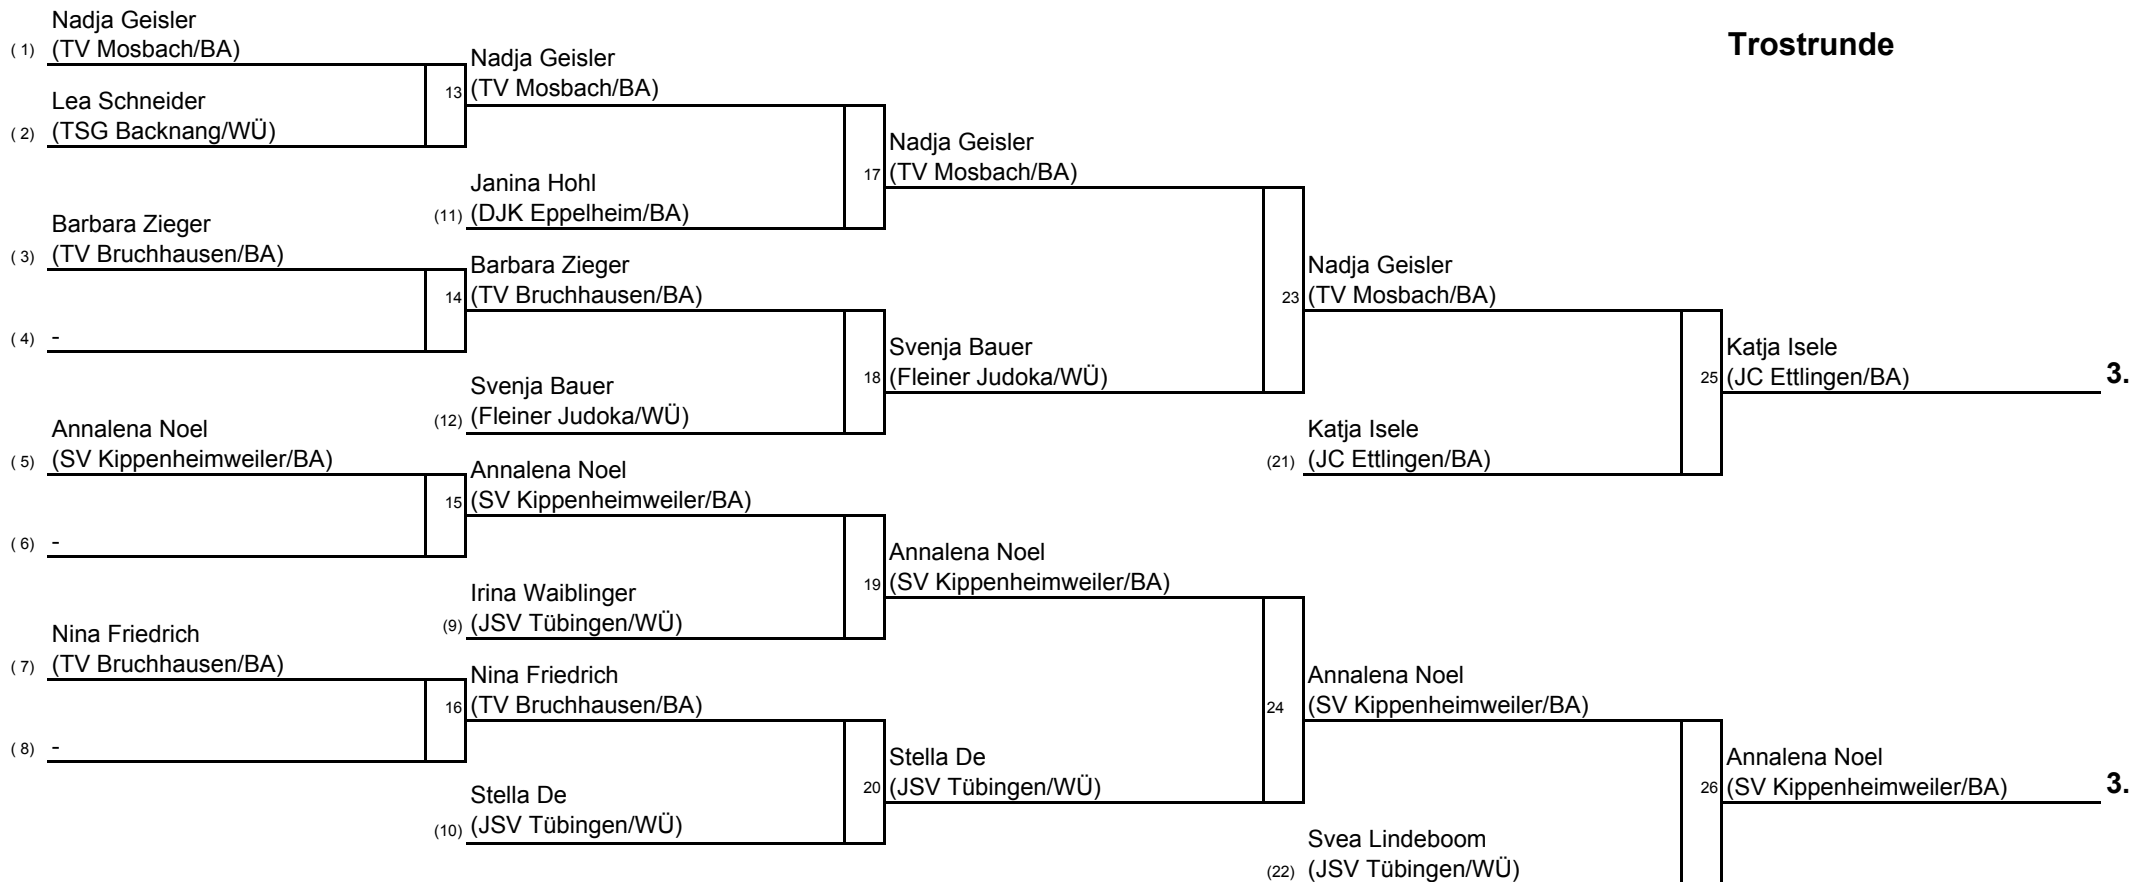 Trostrunde
Nadja Geisler
( 1) (TV Mosbach/BA)
Lea Schneider
( 2) (TSG Backnang/WÜ)
Barbara Zieger
( 3) (TV Bruchhausen/BA)
( 4) -
Annalena Noel
( 5) (SV Kippenheimweiler/BA)
( 6) -
Nina Friedrich
( 7) (TV Bruchhausen/BA)
( 8) -
Nadja Geisler
13 (TV Mosbach/BA)
Janina Hohl
(11) (DJK Eppelheim/BA)
Barbara Zieger
14 (TV Bruchhausen/BA)
Svenja Bauer
(12) (Fleiner Judoka/WÜ)
Annalena Noel
15 (SV Kippenheimweiler/BA)
Irina Waiblinger
(9) (JSV Tübingen/WÜ)
Nina Friedrich
16 (TV Bruchhausen/BA)
Stella De
(10) (JSV Tübingen/WÜ)
Nadja Geisler
17 (TV Mosbach/BA)
Svenja Bauer
18 (Fleiner Judoka/WÜ)
Annalena Noel
19 (SV Kippenheimweiler/BA)
Stella De
20 (JSV Tübingen/WÜ)
Nadja Geisler
23 (TV Mosbach/BA)
Katja Isele
(21) (JC Ettlingen/BA)
Annalena Noel
24 (SV Kippenheimweiler/BA)
Svea Lindeboom
(22) (JSV Tübingen/WÜ)
Katja Isele
25 (JC Ettlingen/BA) 3.
Annalena Noel
26 (SV Kippenheimweiler/BA) 3.